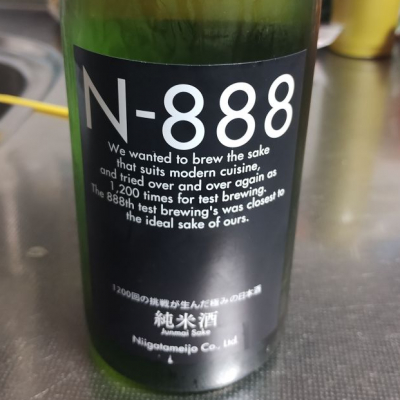 N-888
We wanted to brew the sake
that suits modern cuisine,
and tried over and over again as
1,200 times for test brewing.
The 888th test brewing's was closest to
the ideal sake of ours.
1200回の挑戦が生んだ極みの日本酒
純米酒
Junmai Sake
Niigatameijo Co., Ltd.